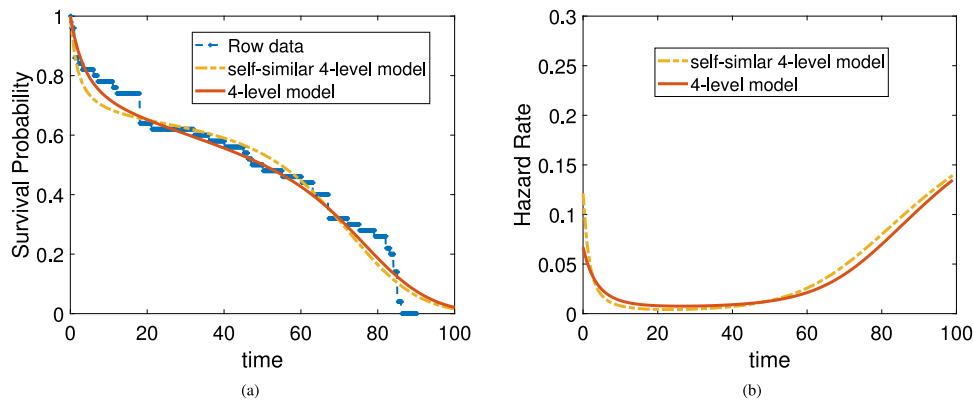 1
0.8
0.6
0.4
0.2
0
Survival Probability
Row data
self-similar 4-level model
4-level model
0
20
40
60
80
100
time
(a)
0.3
0.25
0.2
0.15
0.1
0.05
0
Hazard Rate
self-simlar 4-level model
4-level model
0
20
40
60
80
100
time
(b)